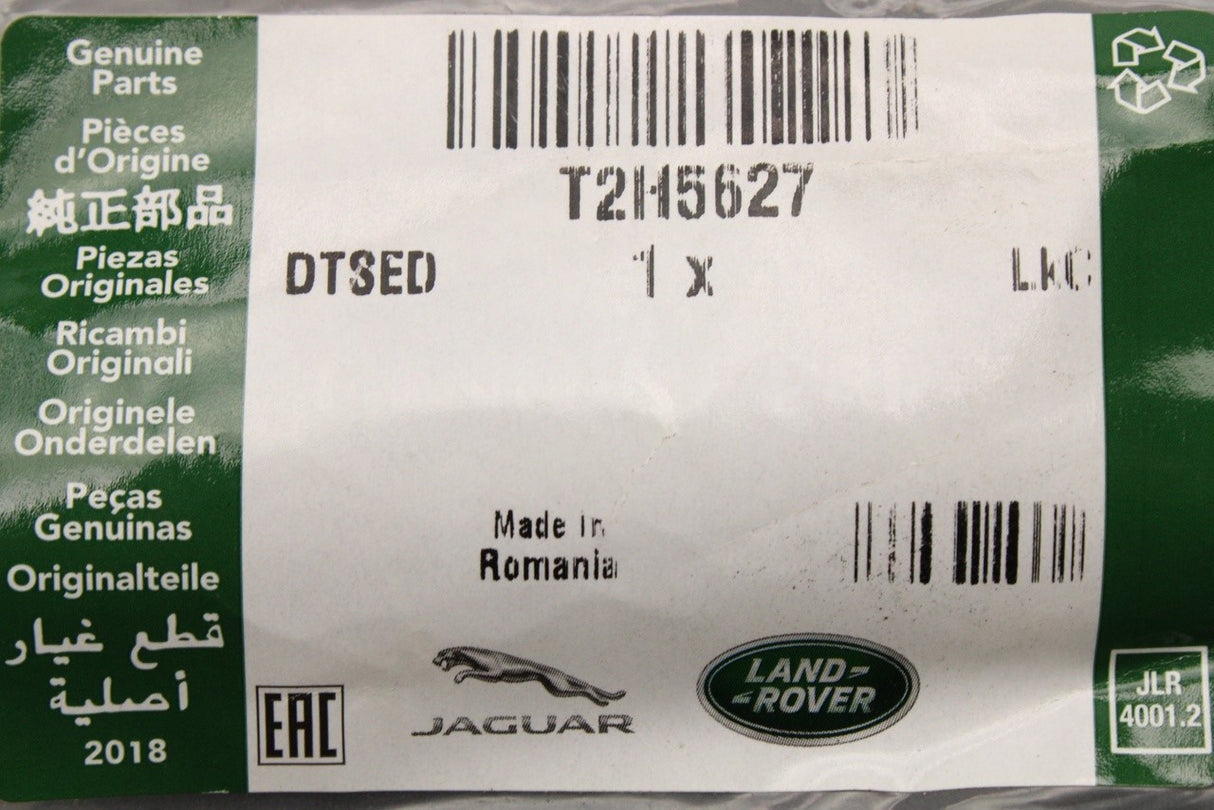 Genuine
Parts
Pièces
d'Origine
純正部品
Piezas
Originales
Ricambi
Originali
Originele
Onderdelen
Peças
Genuinas
Originalteile
قطع غيار
أصلية
2018
T2H5627
DTSED 1 x
Made In
Romania
EAC
JAGUAR
LAND-
-ROVER
JLR
4001.2